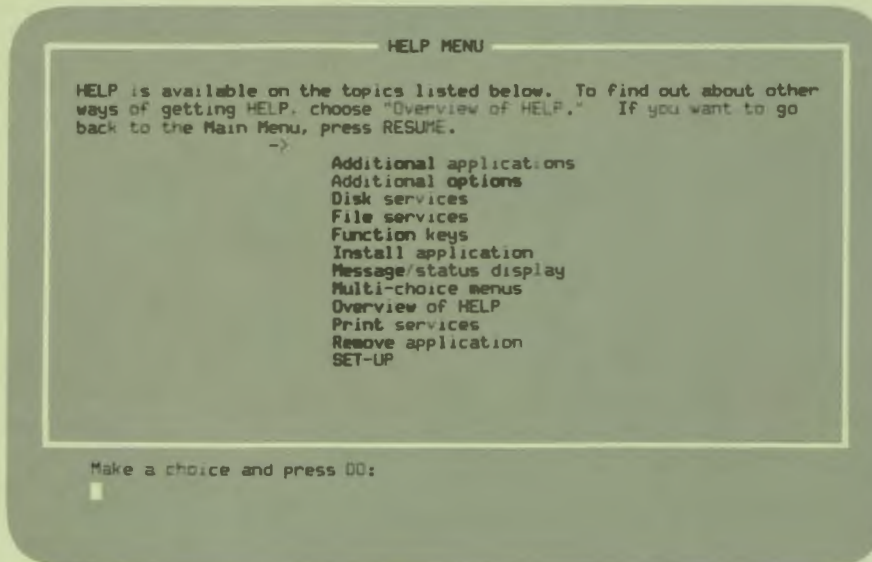 HELP MENU
HELP is available on the topics listed below. To find out about other
ways of getting HELP, choose "Overview of HELP." If you want to go
back to the Main Menu, press RESUME.
->
Additional applications
Additional options
Disk services
File services
Function keys
Install application
Message/status display
Multi-choice menus
Overview of HELP
Print services
Remove application
SET-UP
Make a choice and press DO: